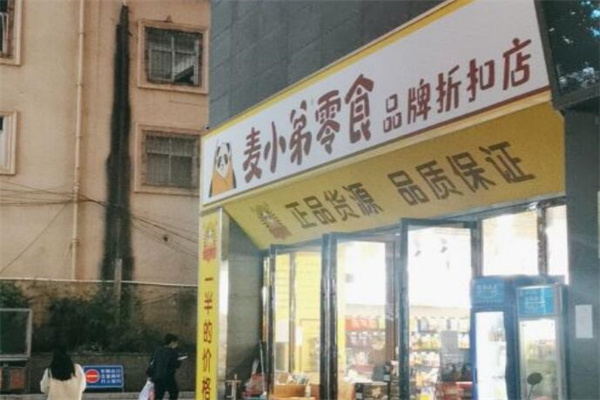 麦小弟零食 品牌折扣店
正品货源 品质保证
一半的价格